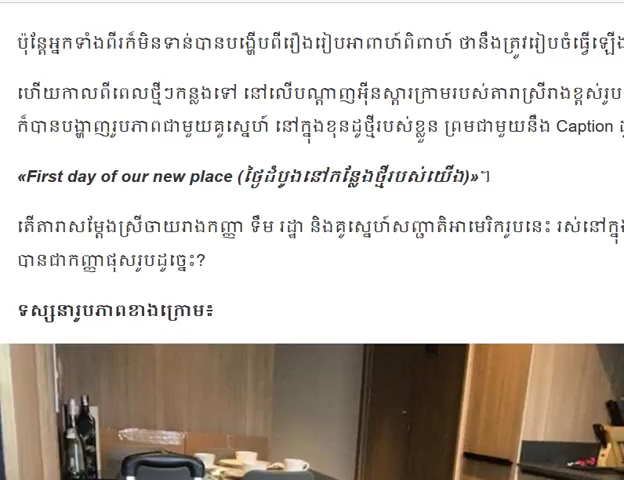 ប៉ុន្តែអ្នកទាំងពីរក៏មិនទាន់បានបង្ហើបពីរឿងរៀបអាពាហ៍ពិពាហ៍ ថានឹងត្រូវរៀបចំធ្វើឡើង
ហើយកាលពីពេលថ្មីៗកន្លងទៅ នៅលើបណ្ដាញអ៊ីនស្ដាក្រាមរបស់តារាស្រីរាងខ្ពស់រូប
ក៏បានបង្ហាញរូបភាពជាមួយគូស្នេហ៍ នៅក្នុងខុនដូថ្មីរបស់ខ្លួន ព្រមជាមួយនឹង Caption
«First day of our new place (ថ្ងៃដំបូងនៅកន្លែងថ្មីរបស់យើង)»។
តើតារាសម្ដែងស្រីចាយរាងកញ្ញា ទឹម រដ្ឋា និងគូស្នេហ៍សញ្ជាតិអាមេរិករូបនេះ រស់នៅក្នុ
បានជាកញ្ញាផុសរូបដូច្នេះ?
ទស្សនារូបភាពខាងក្រោម៖